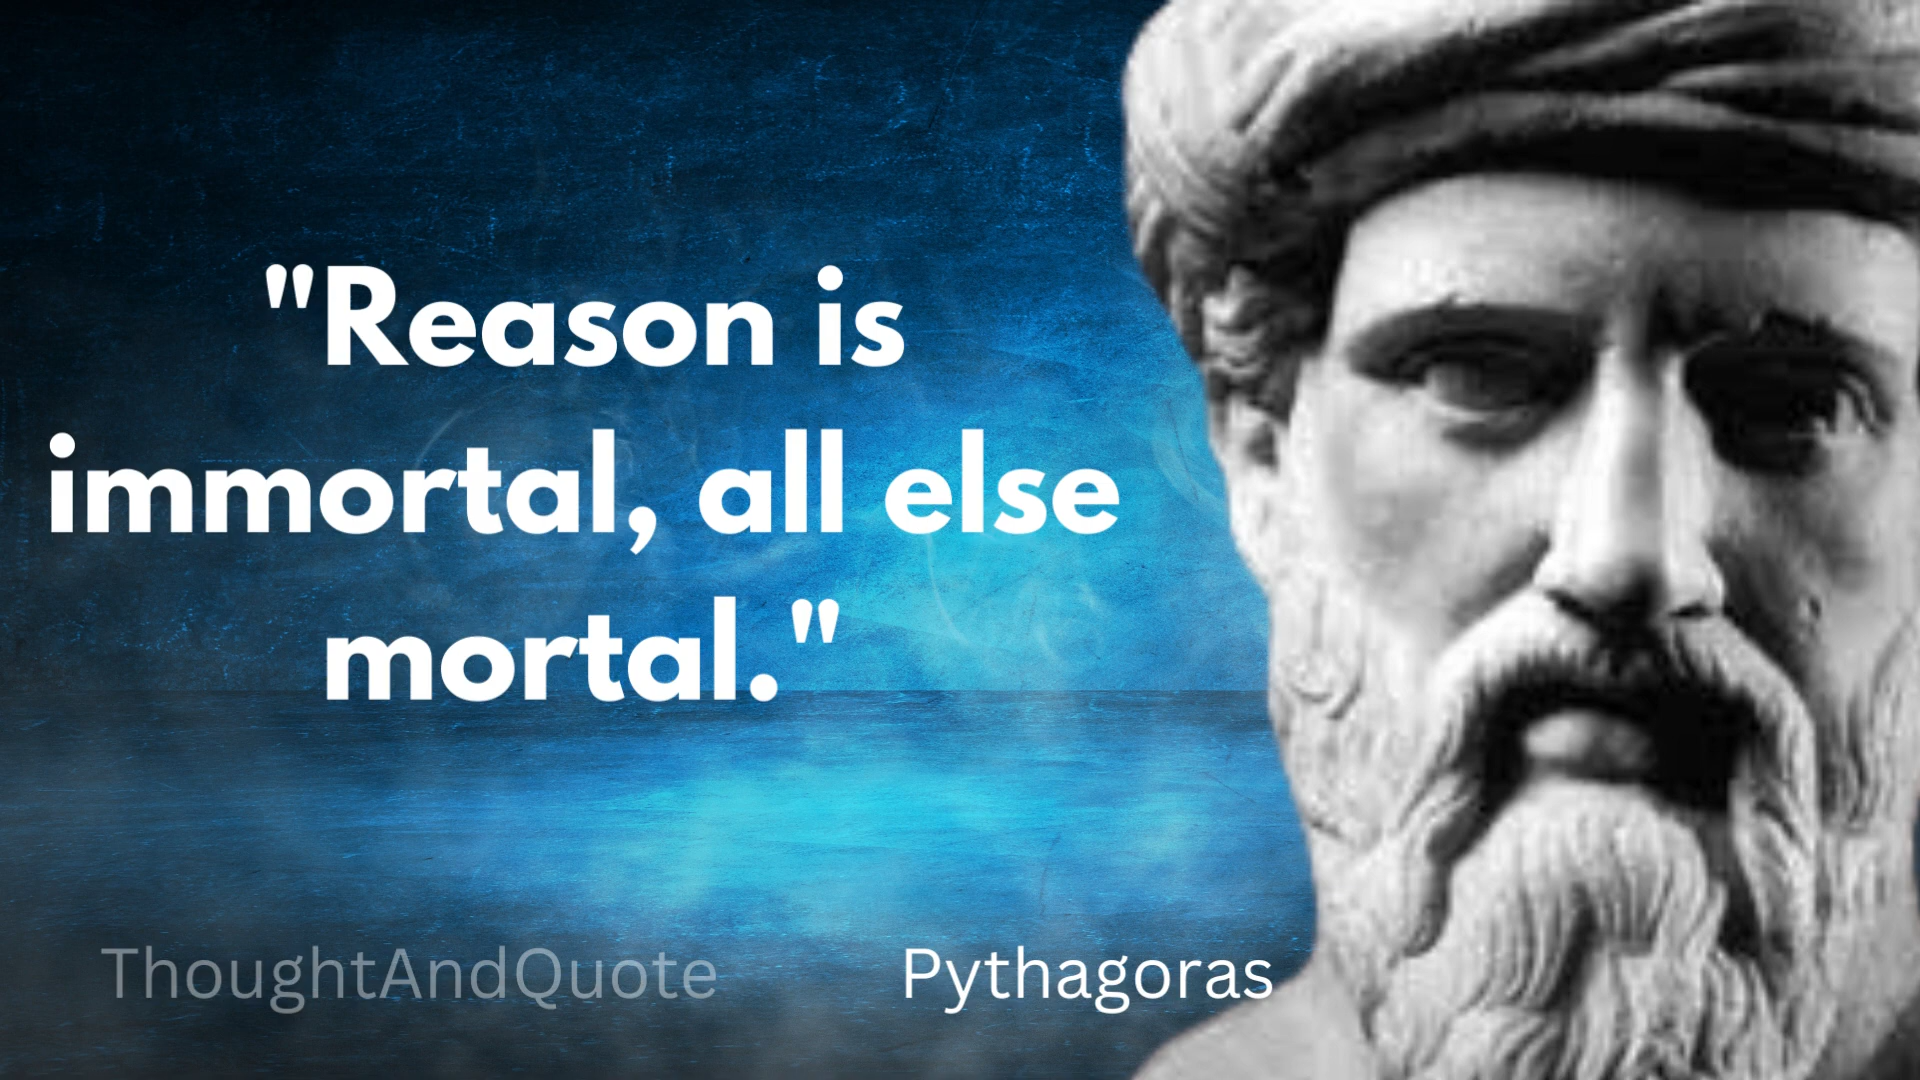 "Reason is
immortal, all else
mortal."
ThoughtAndQuote
Pythagoras